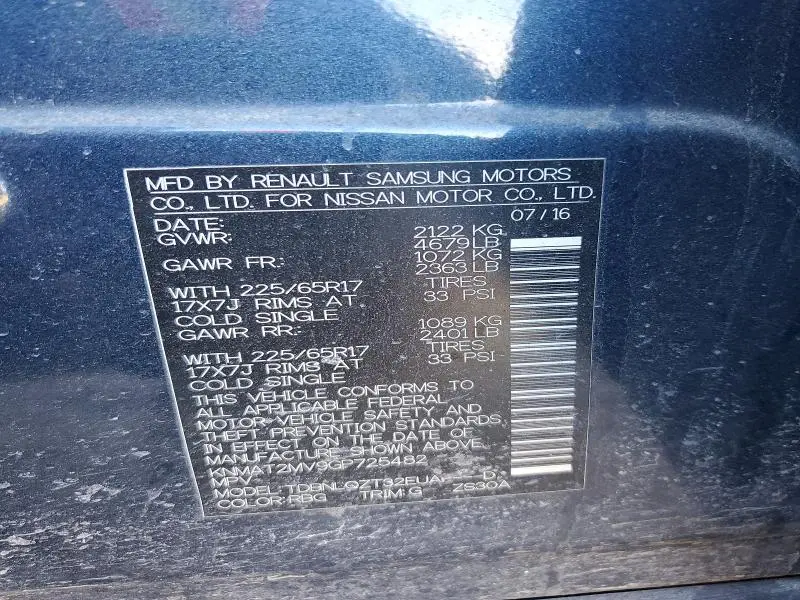 MFD BY RENAULT SAMSUNG MOTORS
CO., LTD. FOR NISSAN MOTOR CO., LTD.
DATE: 07/16
GVWR: 2122 KG
4679LB
GAWR FR: 1072 KG
2363 LB
WITH 225/65R17 TIRES
17X7J RIMS AT 33 PSI
COLD SINGLE
GAWR RR: 1089 KG
2401 LB
WITH 225/65R17 TIRES
17X7J RIMS AT 33 PSI
COLD SINGLE
THIS VEHICLE CONFORMS TO
ALL APPLICABLE FEDERAL
MOTOR-VEHICLE SAFETY AND
THEFT PREVENTION STANDARDS
IN EFFECT ON THE DATE OF
MANUFACTURE SHOWN ABOVE.
KNMAT2MV9GP725482
MPV
MODEL: TDBNLQZT32EUA D
COLOR:RBG TRIM:G ZS30A